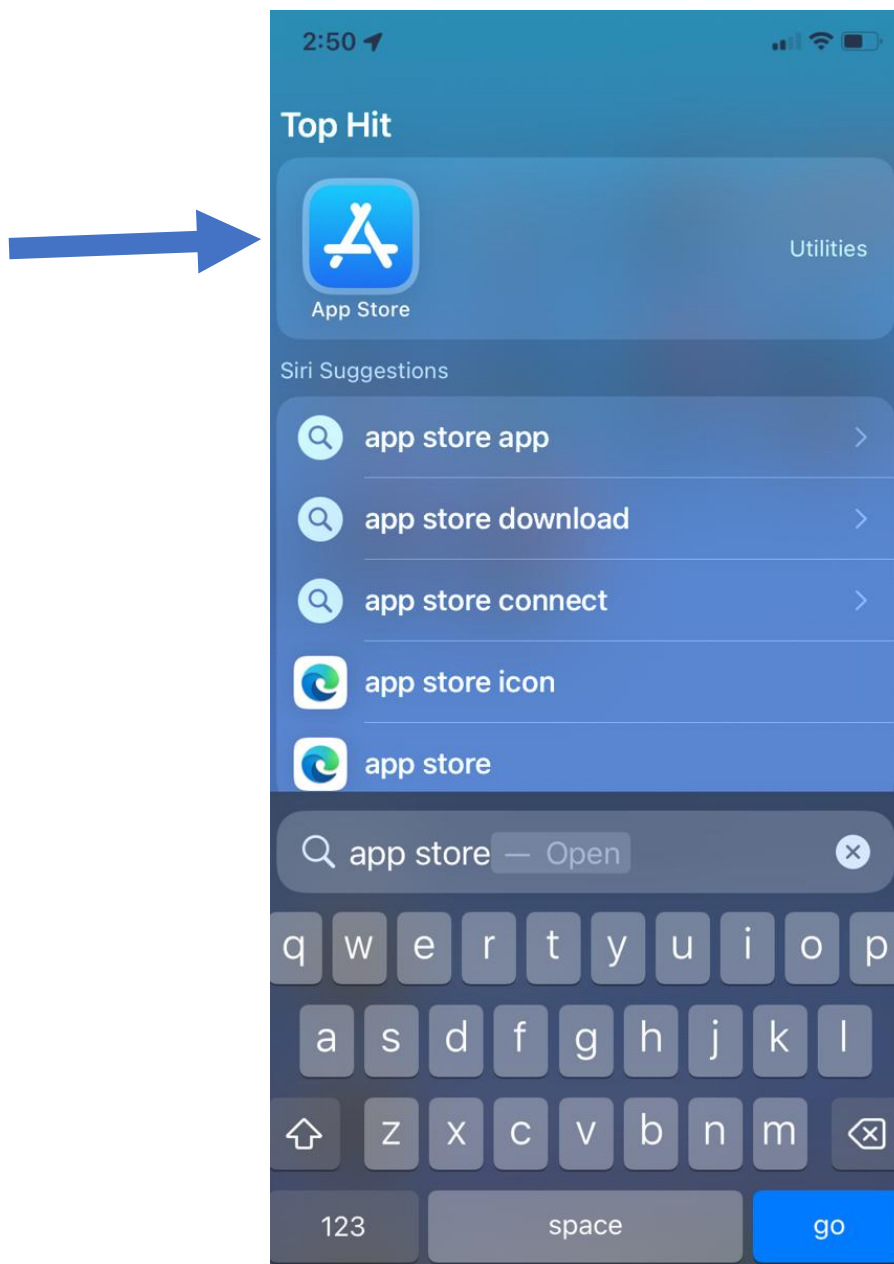 2:50
Top Hit
Utilities
App Store
Siri Suggestions
app store app
app store download
app store connect
app store icon
app store
app store — Open
q w e r t y u i o p
a s d f g h j k l
z x c v b n m
123 space go